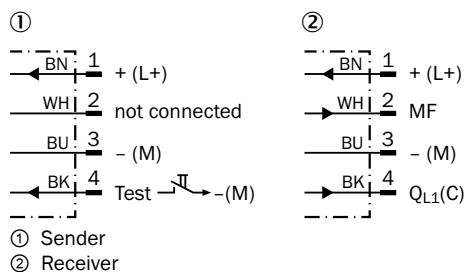 ① ②
BN 1 + (L+) BN 1 + (L+)
WH 2 not connected WH 2 MF
BU 3 – (M) BU 3 – (M)
BK 4 Test –(M) BK 4 QL1(C)
① Sender
② Receiver